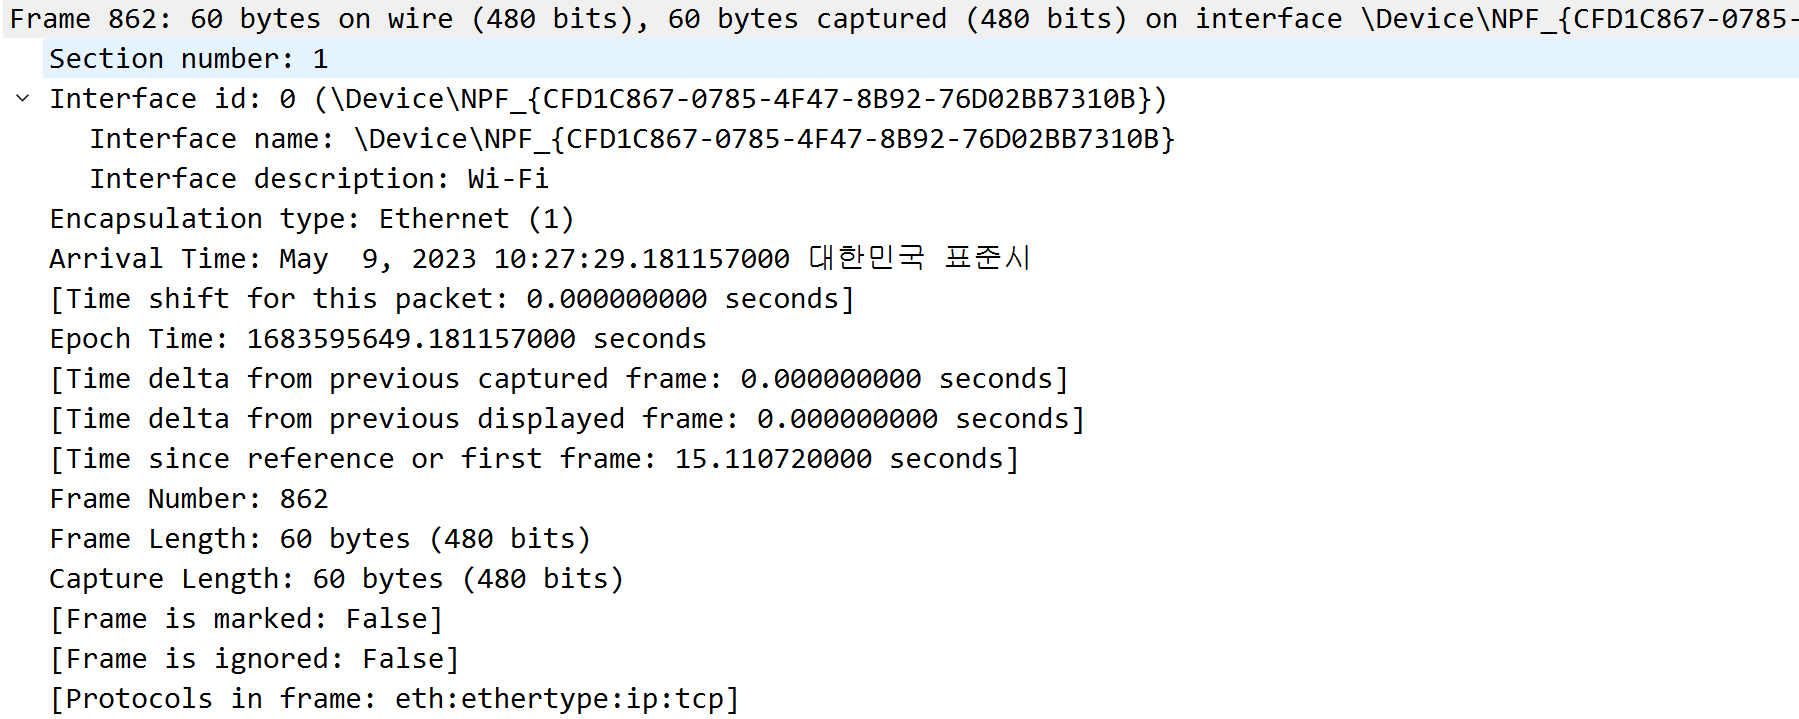 Frame 862: 60 bytes on wire (480 bits), 60 bytes captured (480 bits) on interface \Device\NPF_{CFD1C867-0785-
Section number: 1
Interface id: 0 (\Device\NPF_{CFD1C867-0785-4F47-8B92-76D02BB7310B})
Interface name: \Device\NPF_{CFD1C867-0785-4F47-8B92-76D02BB7310B}
Interface description: Wi-Fi
Encapsulation type: Ethernet (1)
Arrival Time: May  9, 2023 10:27:29.181157000 대한민국 표준시
[Time shift for this packet: 0.000000000 seconds]
Epoch Time: 1683595649.181157000 seconds
[Time delta from previous captured frame: 0.000000000 seconds]
[Time delta from previous displayed frame: 0.000000000 seconds]
[Time since reference or first frame: 15.110720000 seconds]
Frame Number: 862
Frame Length: 60 bytes (480 bits)
Capture Length: 60 bytes (480 bits)
[Frame is marked: False]
[Frame is ignored: False]
[Protocols in frame: eth:ethertype:ip:tcp]